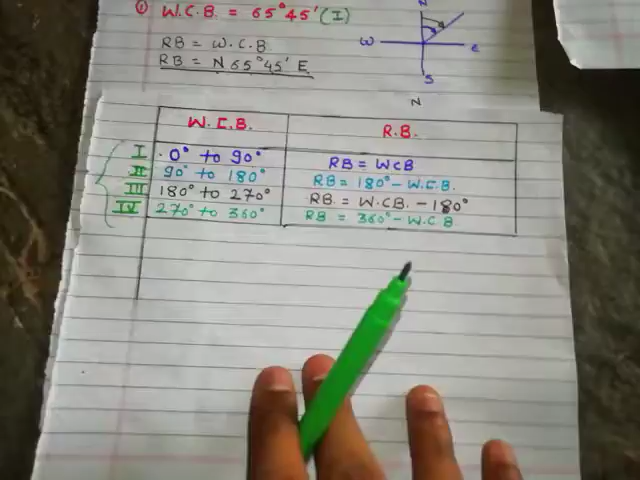 ① W.C.B. = 65°45' (I)
RB = W.C.B
RB = N 65°45' E
N
W E
S
N
W.C.B. R.B.
I 0° to 90° RB = WCB
II 90° to 180° RB = 180° - W.C.B.
III 180° to 270° RB. = W.CB. - 180°
IV 270° to 360° RB = 360° - W.C.B